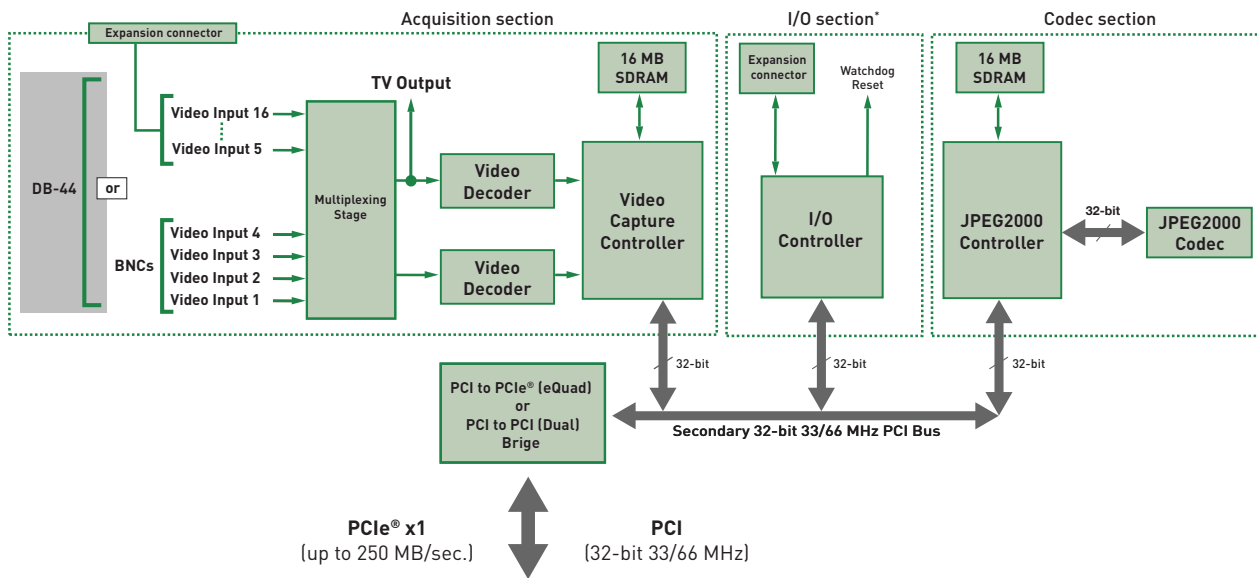 Acquisition section
I/O section*
Codec section
Expansion connector
16 MB
SDRAM
Expansion
connector
Watchdog
Reset
16 MB
SDRAM
TV Output
Video Input 16
Video Input 5
DB-44
or
Multiplexing
Stage
Video
Decoder
Video
Capture
Controller
I/O
Controller
JPEG2000
Controller
32-bit
JPEG2000
Codec
BNCs
Video Input 4
Video Input 3
Video Input 2
Video Input 1
Video
Decoder
32-bit
32-bit
32-bit
PCI to PCIe® (eQuad)
or
PCI to PCI (Dual)
Brige
Secondary 32-bit 33/66 MHz PCI Bus
PCIe® x1
(up to 250 MB/sec.)
PCI
(32-bit 33/66 MHz)